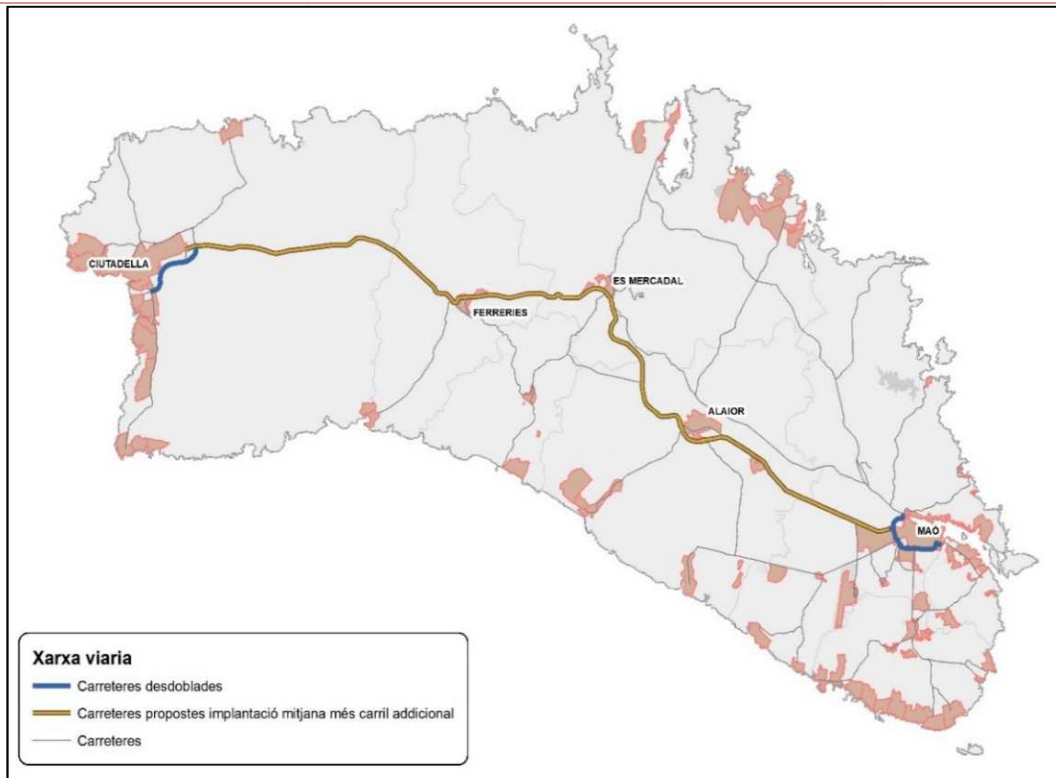 CIUTADELLA
ES MERCADAL
FERRERIES
ALAIOR
MAÓ
Xarxa viaria
Carreteres desdoblades
Carreteres propostes implantació mitjana més carril addicional
Carreteres